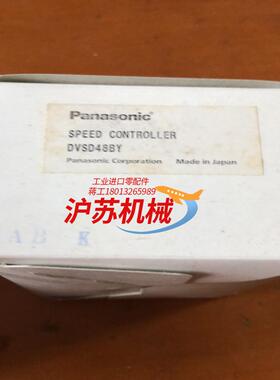 Panasonic
SPEED CONTROLLER
DVSD48BY
Panasonic Corporation Made in Japan
工业进口零配件
蒋工18013265989
沪苏机械
AB K